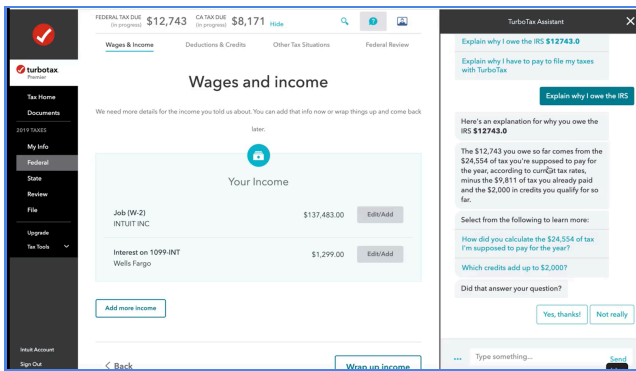 turbotax.
Premier
Tax Home
Documents
2019 TAXES
My Info
Federal
State
Review
File
Upgrade
Tax Tools
Intuit Account
Sign Out
FEDERAL TAX DUE
(in progress)
$12,743
CA TAX DUE
(in progress)
$8,171
Hide
Wages & Income
Deductions & Credits
Other Tax Situations
Federal Review
Wages and income
We need more details for the income you told us about. You can add that info now or wrap things up and come back
later.
Your Income
Job (W-2)
INTUIT INC
$137,483.00
Edit/Add
Interest on 1099-INT
Wells Fargo
$1,299.00
Edit/Add
Add more income
Back
Wrap up income
TurboTax Assistant
Explain why I owe the IRS $12743.0
Explain why I have to pay to file my taxes
with TurboTax
Explain why I owe the IRS
Here's an explanation for why you owe the
IRS $12743.0
The $12,743 you owe so far comes from the
$24,554 of tax you're supposed to pay for
the year, according to current tax rates,
minus the $9,811 of tax you already paid
and the $2,000 in credits you qualify for so
far.
Select from the following to learn more:
How did you calculate the $24,554 of tax
I'm supposed to pay for the year?
Which credits add up to $2,000?
Did that answer your question?
Yes, thanks!
Not really
Type something...
Send